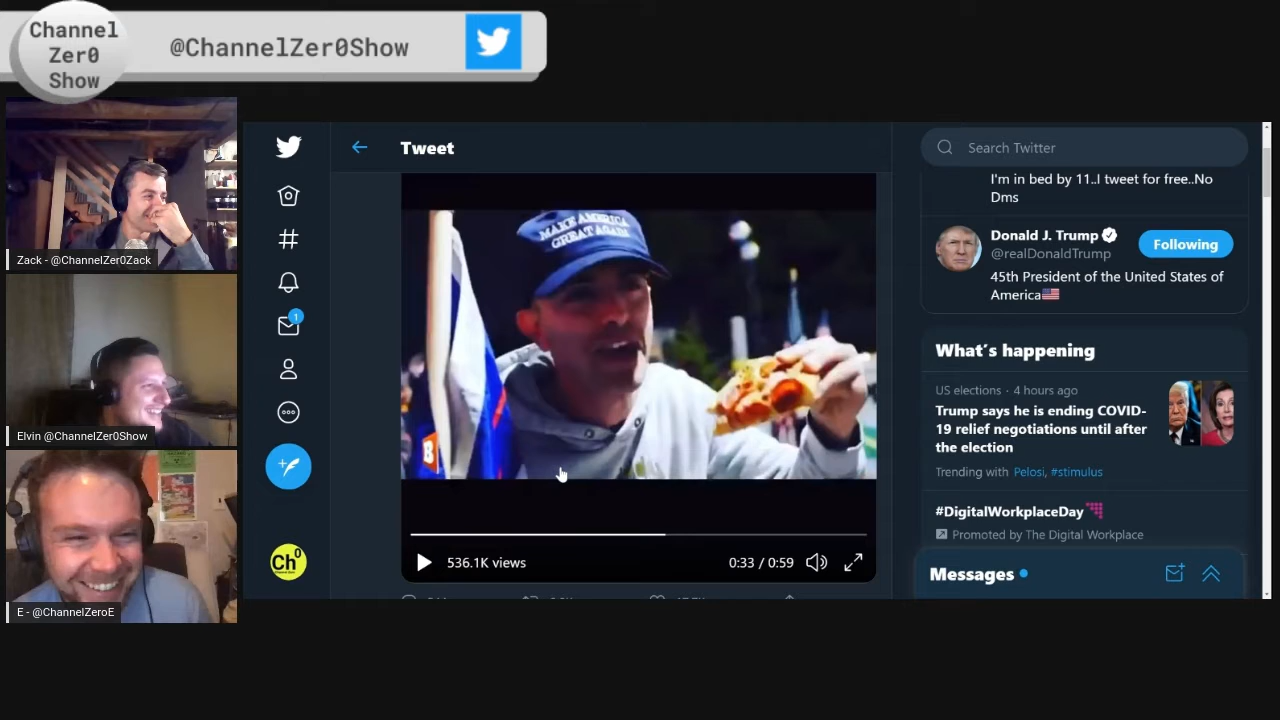 Channel
Zer0
Show
@ChannelZer0Show
Zack - @ChannelZer0Zack
Elvin @ChannelZer0Show
E - @ChannelZeroE
1
Ch0
Tweet
MAKE AMERICA
GREAT AGAIN
536.1K views
0:33 / 0:59
Search Twitter
I'm in bed by 11..I tweet for free..No
Dms
Donald J. Trump
@realDonaldTrump
Following
45th President of the United States of
America
What's happening
US elections · 4 hours ago
Trump says he is ending COVID-
19 relief negotiations until after
the election
Trending with Pelosi, #stimulus
#DigitalWorkplaceDay
Promoted by The Digital Workplace
Messages